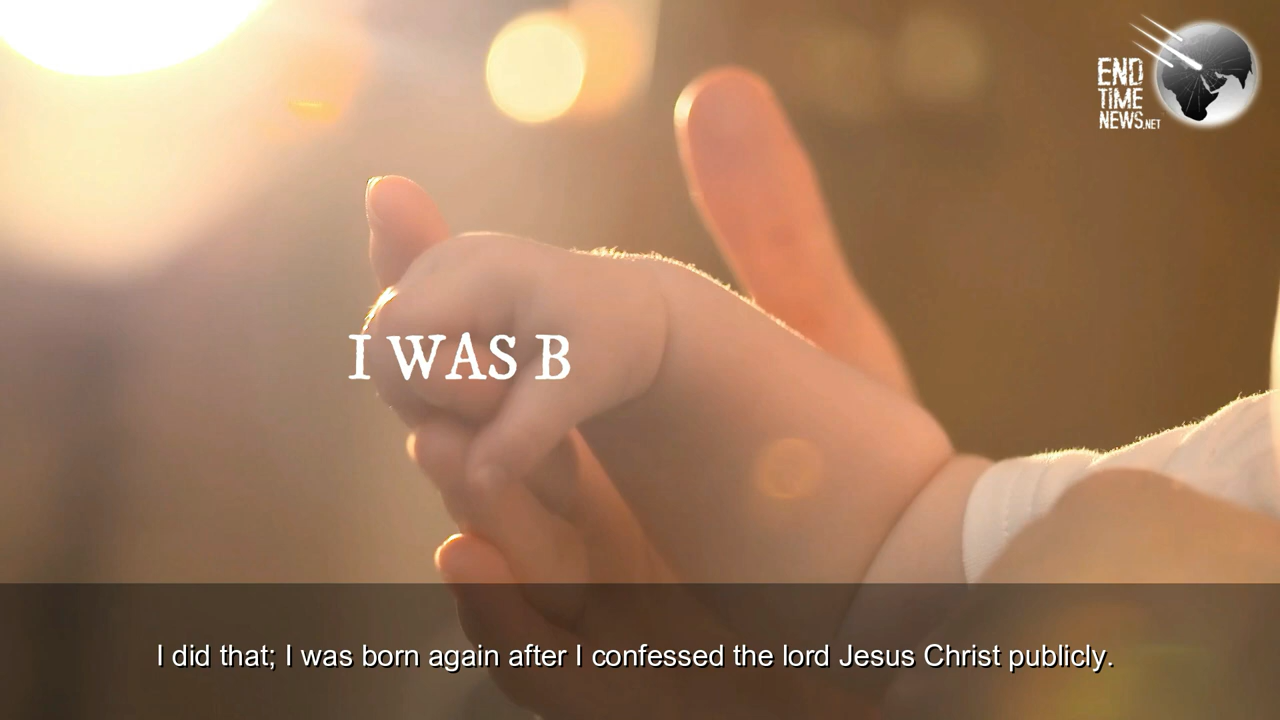 END
TIME
NEWS.NET
I WAS B
I did that; I was born again after I confessed the lord Jesus Christ publicly.